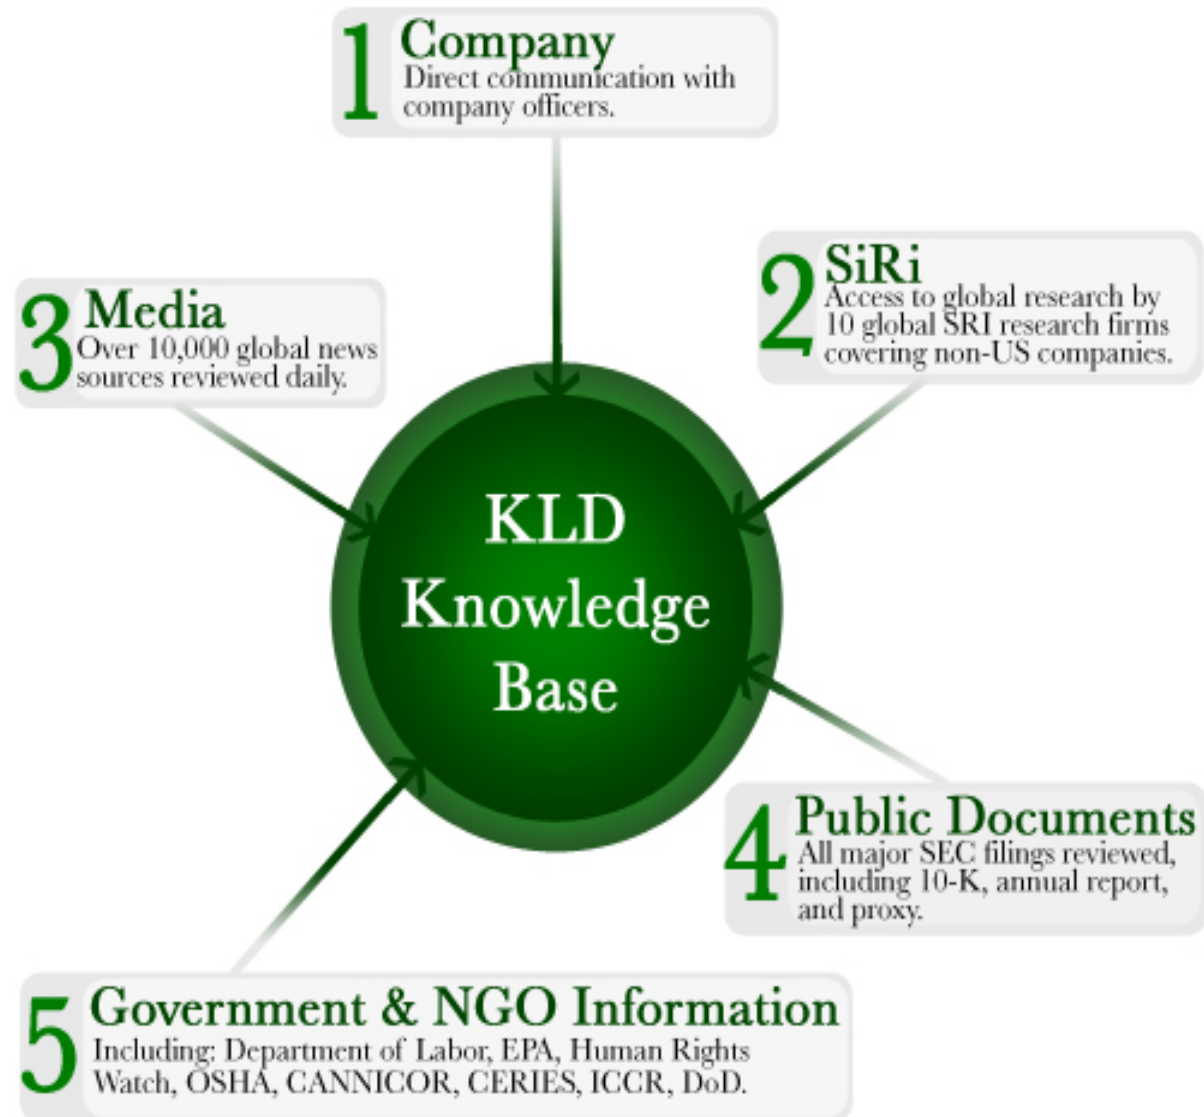 1
Company
Direct communication with
company officers.
2
SiRi
Access to global research by
10 global SRI research firms
covering non-US companies.
3
Media
Over 10,000 global news
sources reviewed daily.
KLD
Knowledge
Base
4
Public Documents
All major SEC filings reviewed,
including 10-K, annual report,
and proxy.
5
Government & NGO Information
Including: Department of Labor, EPA, Human Rights
Watch, OSHA, CANNICOR, CERIES, ICCR, DoD.